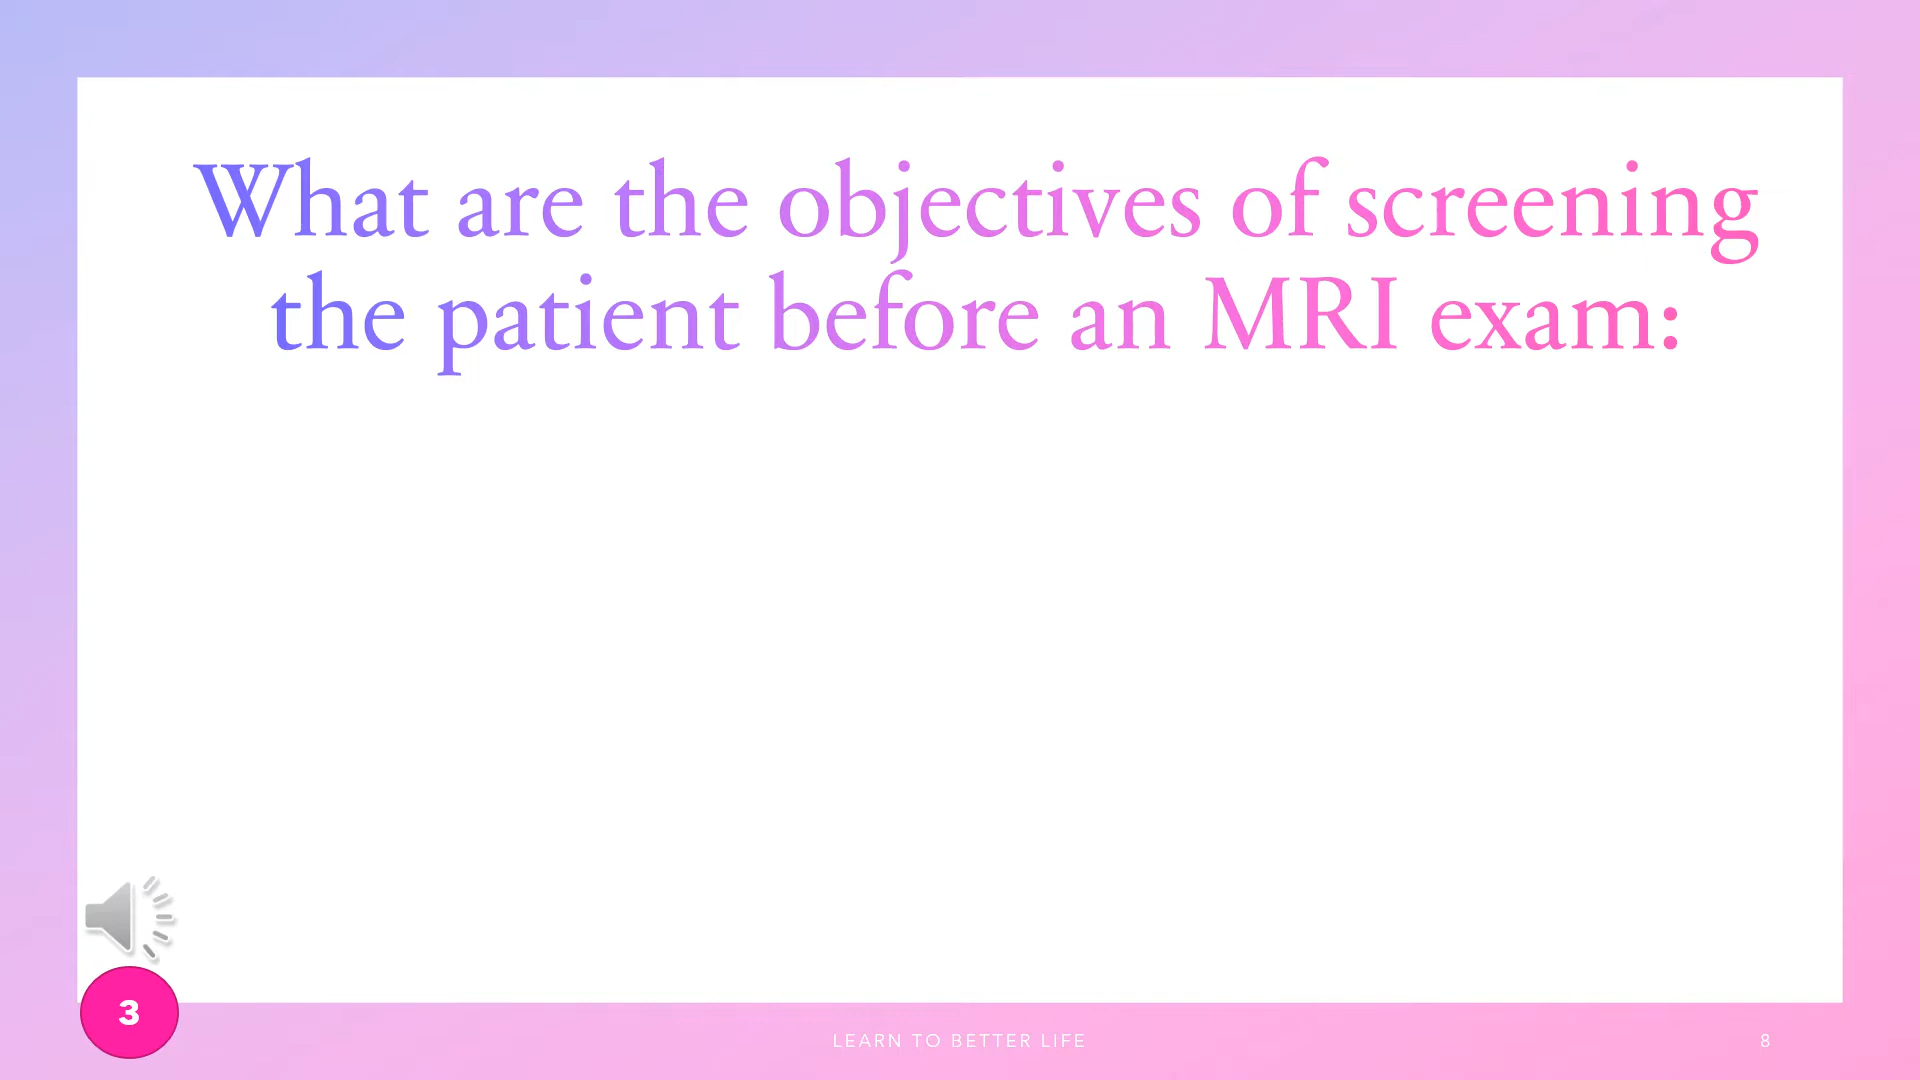 What are the objectives of screening
the patient before an MRI exam:
3
LEARN TO BETTER LIFE
8